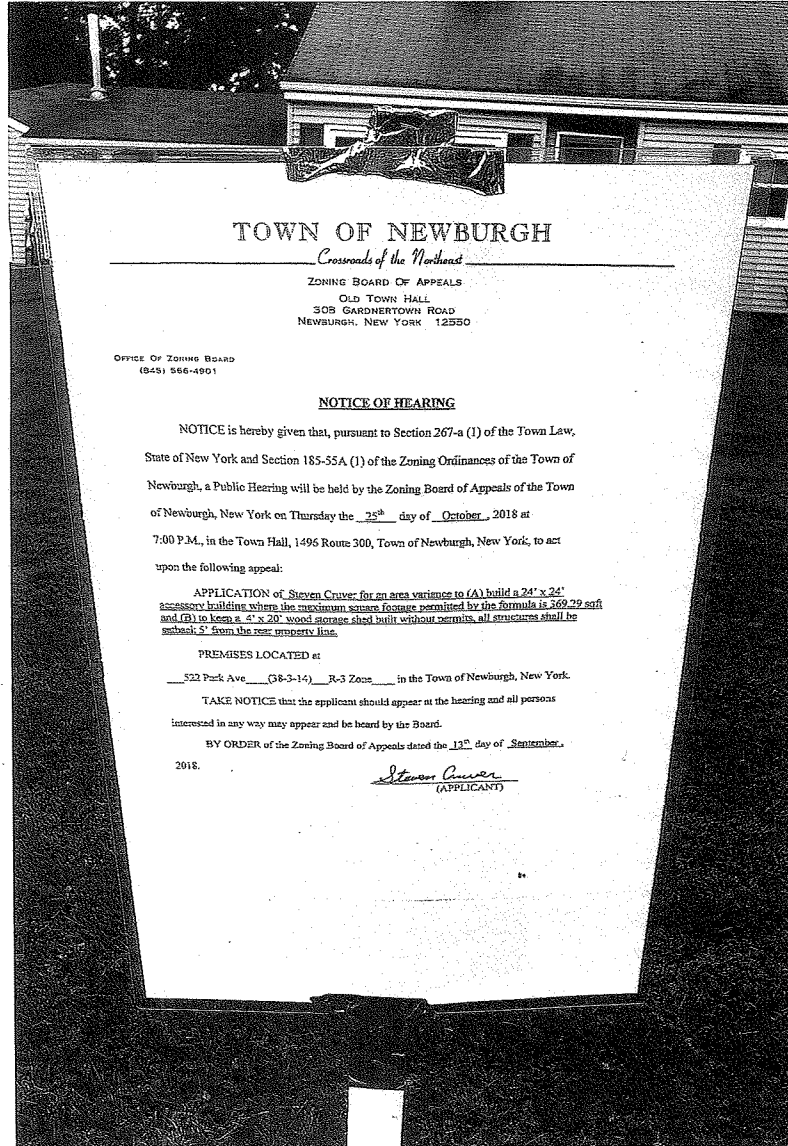 TOWN OF NEWBURGH
Crossroads of the Northeast
ZONING BOARD OF APPEALS
OLD TOWN HALL
308 GARDNERTOWN ROAD
NEWBURGH, NEW YORK 12550
OFFICE OF ZONING BOARD
(845) 566-4901
NOTICE OF HEARING
NOTICE is hereby given that, pursuant to Section 267-a (1) of the Town Law,
State of New York and Section 185-55A (1) of the Zoning Ordinances of the Town of
Newburgh, a Public Hearing will be held by the Zoning Board of Appeals of the Town
of Newburgh, New York on Thursday the 25th day of October, 2018 at
7:00 P.M., in the Town Hall, 1496 Route 300, Town of Newburgh, New York, to act
upon the following appeal:
APPLICATION of Steven Cruver for an area variance to (A) build a 24' x 24'
accessory building where the maximum square footage permitted by the formula is 369.29 sqft
and (B) to keep a 4' x 20' wood storage shed built without permits, all structures shall be
setback 5' from the rear property line.
PREMISES LOCATED at
522 Park Ave (38-3-14) R-3 Zone in the Town of Newburgh, New York.
TAKE NOTICE that the applicant should appear at the hearing and all persons
interested in any way may appear and be heard by the Board.
BY ORDER of the Zoning Board of Appeals dated the 13th day of September,
2018.
Steven Cruver
(APPLICANT)